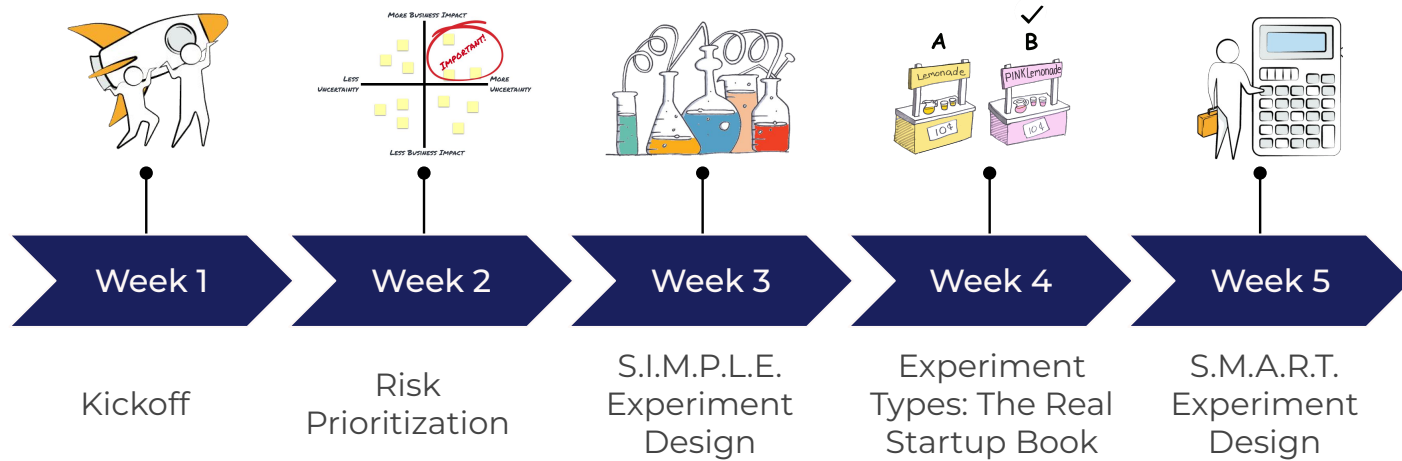 MORE BUSINESS IMPACT
IMPORTANT!
LESS
UNCERTAINTY
MORE
UNCERTAINTY
LESS BUSINESS IMPACT
A
B
Lemonade
10¢
PINK Lemonade
10¢
Week 1
Week 2
Week 3
Week 4
Week 5
Kickoff
Risk
Prioritization
S.I.M.P.L.E.
Experiment
Design
Experiment
Types: The Real
Startup Book
S.M.A.R.T.
Experiment
Design